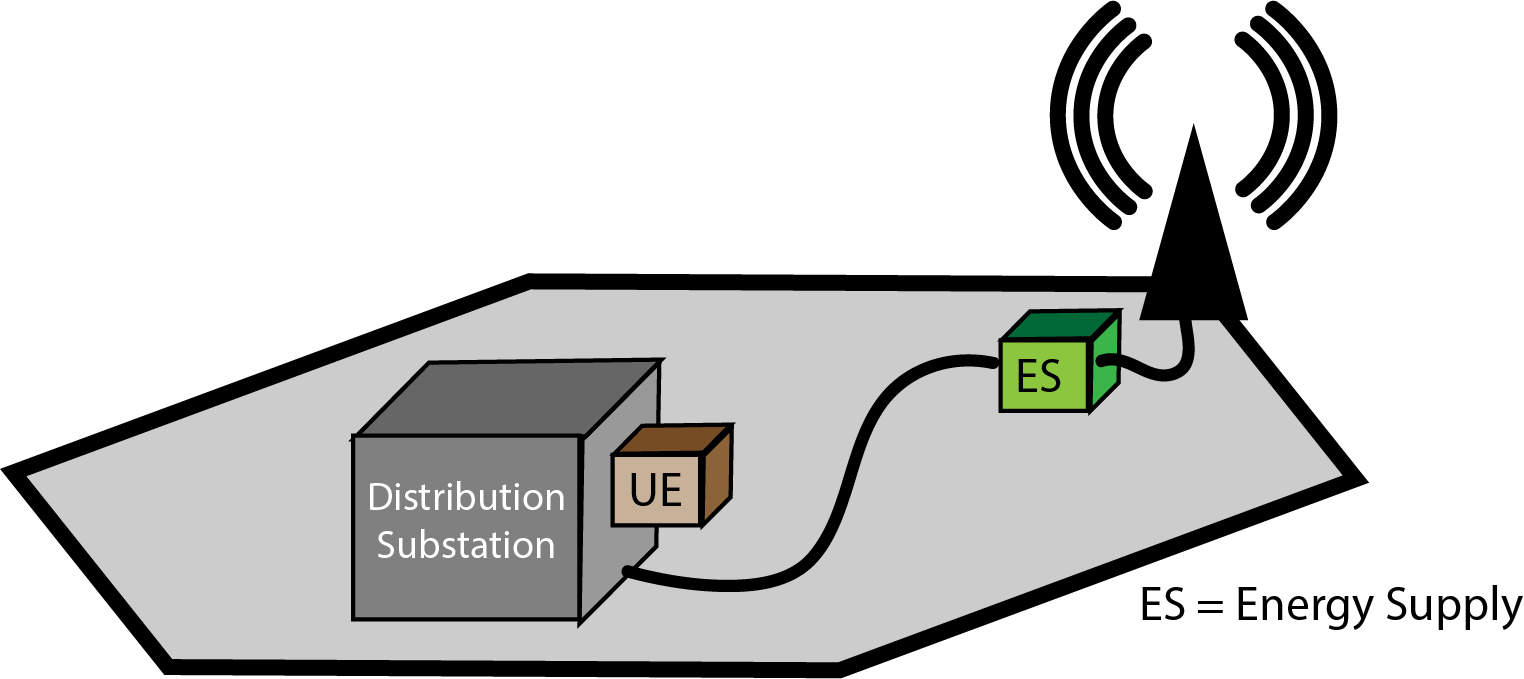 Distribution
Substation
UE
ES
ES = Energy Supply